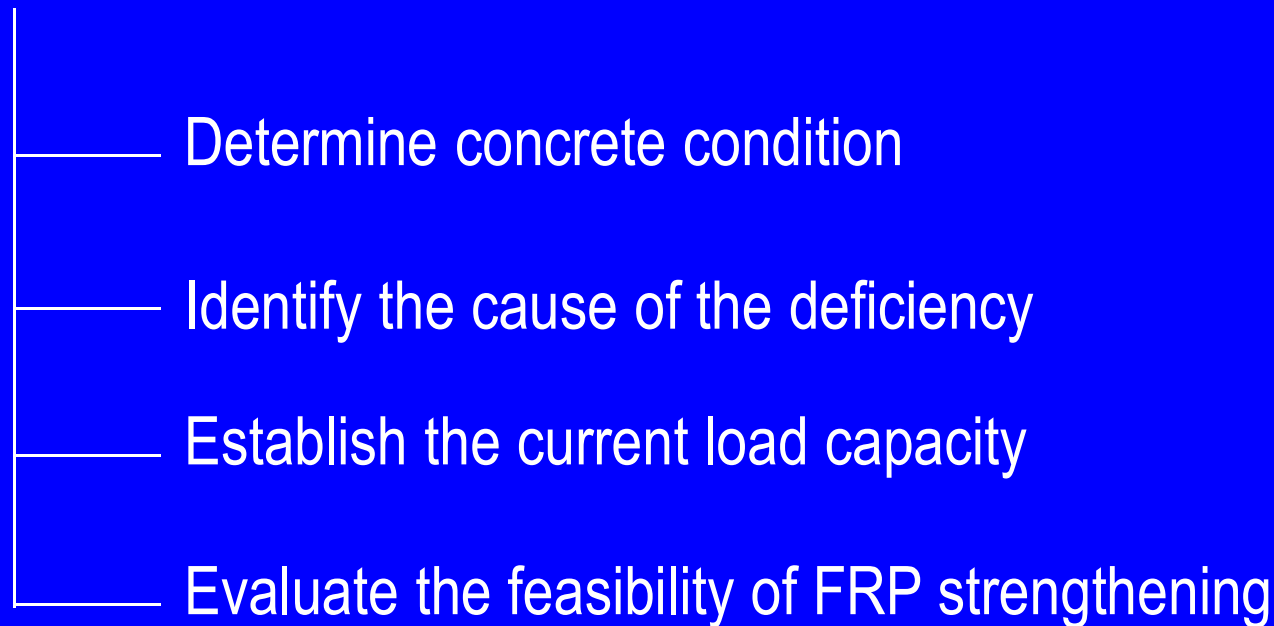 Determine concrete condition
Identify the cause of the deficiency
Establish the current load capacity
Evaluate the feasibility of FRP strengthening